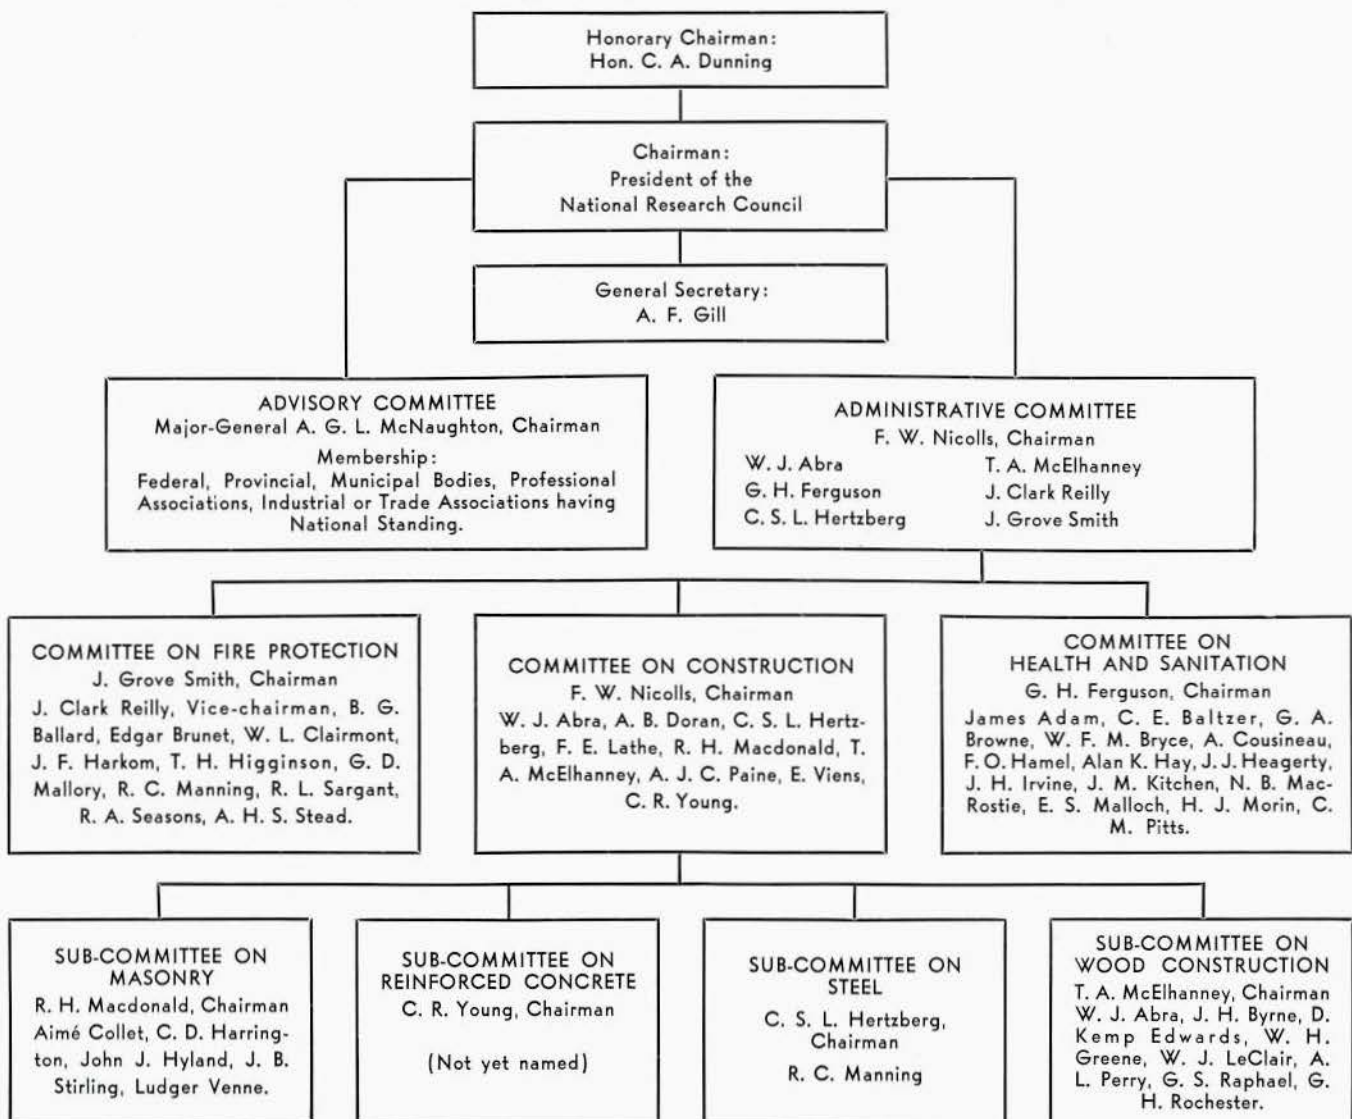 Honorary Chairman:
Hon. C. A. Dunning
Chairman:
President of the
National Research Council
General Secretary:
A. F. Gill
ADVISORY COMMITTEE
Major-General A. G. L. McNaughton, Chairman
Membership:
Federal, Provincial, Municipal Bodies, Professional
Associations, Industrial or Trade Associations having
National Standing.
ADMINISTRATIVE COMMITTEE
F. W. Nicolls, Chairman
W. J. Abra
G. H. Ferguson
C. S. L. Hertzberg
T. A. McElhanney
J. Clark Reilly
J. Grove Smith
COMMITTEE ON FIRE PROTECTION
J. Grove Smith, Chairman
J. Clark Reilly, Vice-chairman, B. G.
Ballard, Edgar Brunet, W. L. Clairmont,
J. F. Harkom, T. H. Higginson, G. D.
Mallory, R. C. Manning, R. L. Sargant,
R. A. Seasons, A. H. S. Stead.
COMMITTEE ON CONSTRUCTION
F. W. Nicolls, Chairman
W. J. Abra, A. B. Doran, C. S. L. Hertz-
berg, F. E. Lathe, R. H. Macdonald, T.
A. McElhanney, A. J. C. Paine, E. Viens,
C. R. Young.
COMMITTEE ON
HEALTH AND SANITATION
G. H. Ferguson, Chairman
James Adam, C. E. Baltzer, G. A.
Browne, W. F. M. Bryce, A. Cousineau,
F. O. Hamel, Alan K. Hay, J. J. Heagerty,
J. H. Irvine, J. M. Kitchen, N. B. Mac-
Rostie, E. S. Malloch, H. J. Morin, C.
M. Pitts.
SUB-COMMITTEE ON
MASONRY
R. H. Macdonald, Chairman
Aimé Collet, C. D. Harring-
ton, John J. Hyland, J. B.
Stirling, Ludger Venne.
SUB-COMMITTEE ON
REINFORCED CONCRETE
C. R. Young, Chairman
(Not yet named)
SUB-COMMITTEE ON
STEEL
C. S. L. Hertzberg,
Chairman
R. C. Manning
SUB-COMMITTEE ON
WOOD CONSTRUCTION
T. A. McElhanney, Chairman
W. J. Abra, J. H. Byrne, D.
Kemp Edwards, W. H.
Greene, W. J. LeClair, A.
L. Perry, G. S. Raphael, G.
H. Rochester.